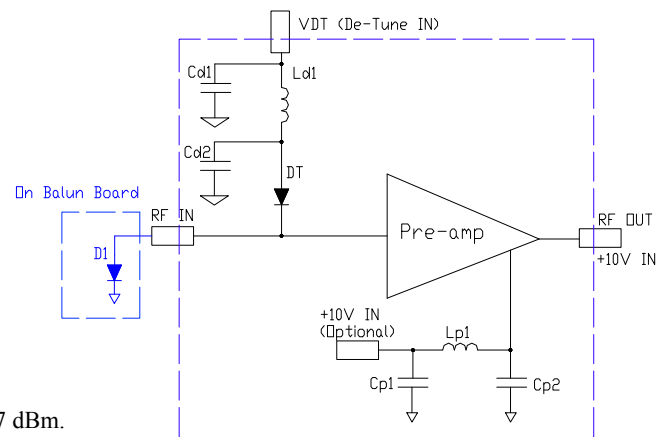 VDT (De-Tune IN)
Cd1
Ld1
Cd2
DT
On Balun Board
RF IN
D1
Pre-amp
RF OUT
+10V IN
+10V IN
(Optional)
Lp1
Cp1
Cp2
7 dBm.